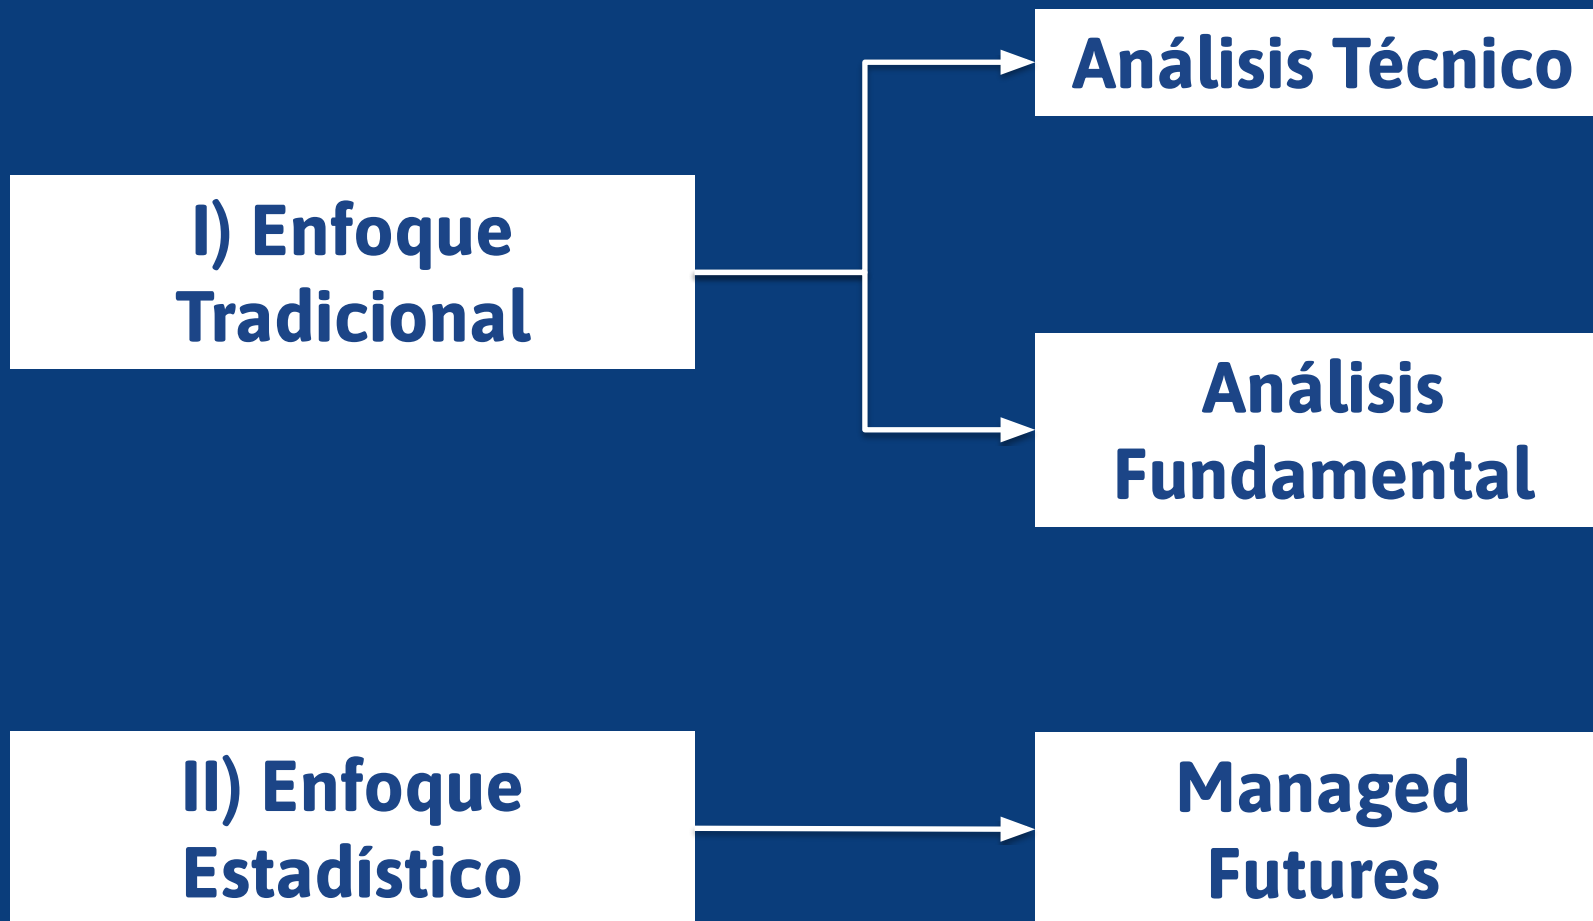 Análisis Técnico
I) Enfoque
Tradicional
Análisis
Fundamental
II) Enfoque
Estadístico
Managed
Futures